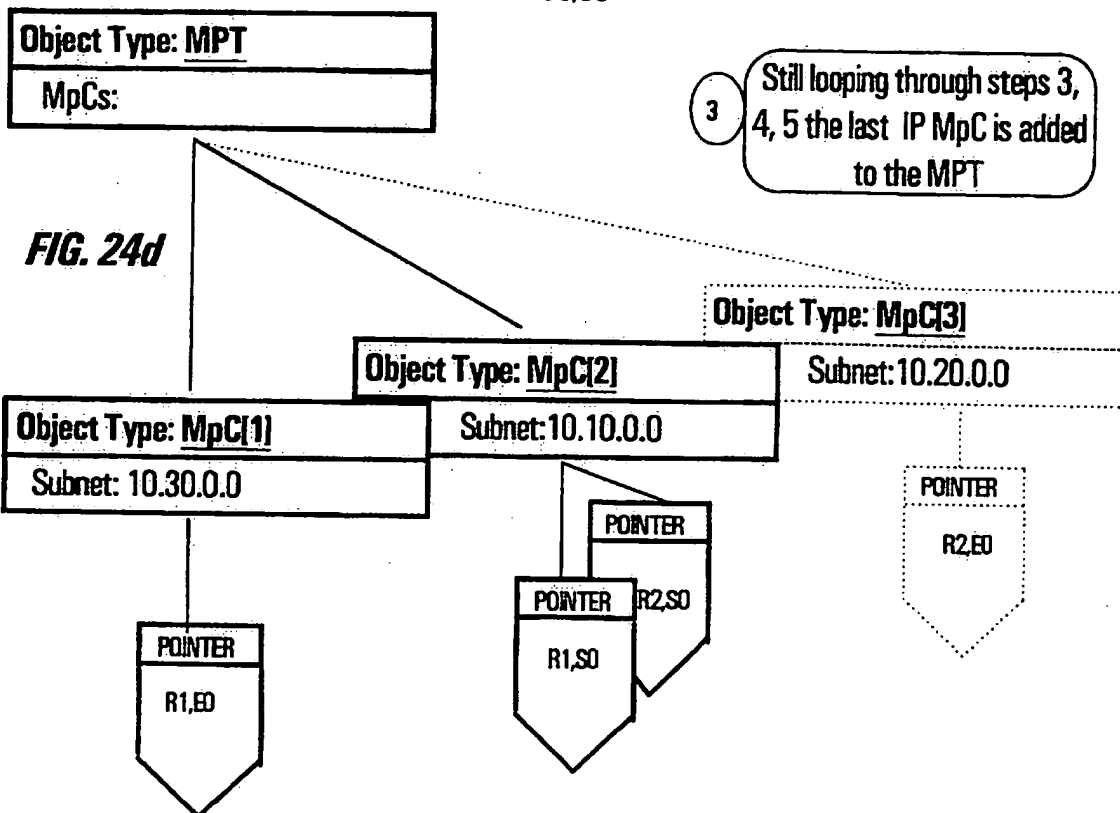 Object Type: MPT
MpCs:
3
Still looping through steps 3,
4, 5 the last IP MpC is added
to the MPT
FIG. 24d
Object Type: MpC[3]
Subnet:10.20.0.0
Object Type: MpC[2]
Subnet:10.10.0.0
Object Type: MpC[1]
Subnet: 10.30.0.0
POINTER
R2,E0
POINTER
R2,S0
POINTER
R1,S0
POINTER
R1,E0